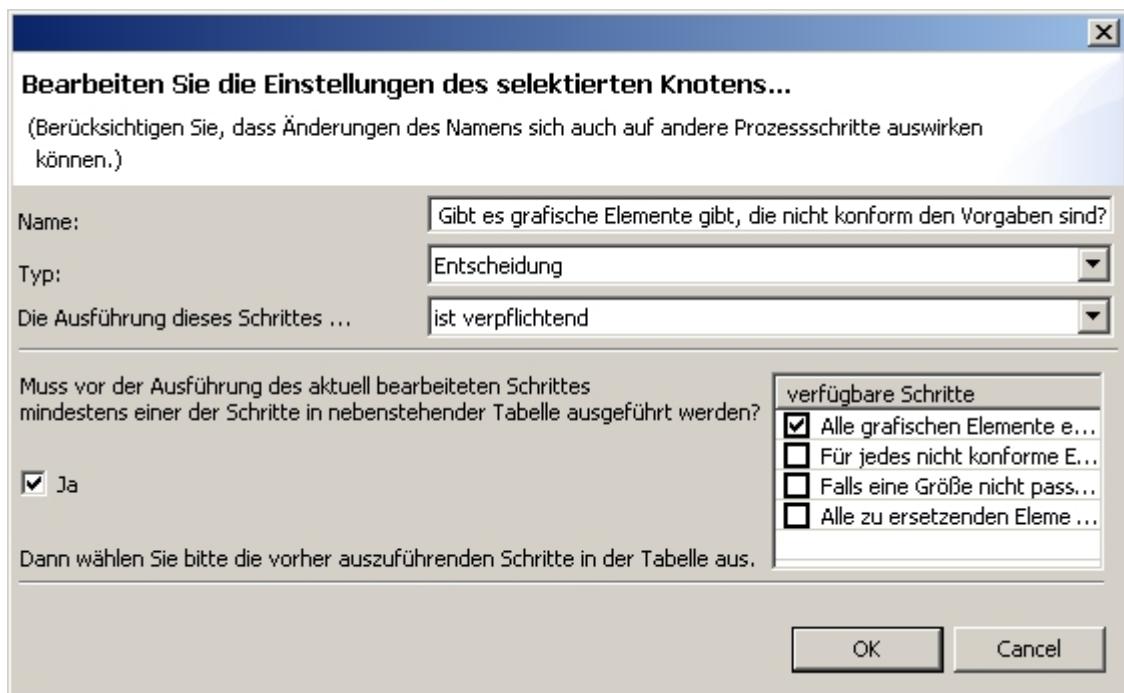 Bearbeiten Sie die Einstellungen des selektierten Knotens...
(Berücksichtigen Sie, dass Änderungen des Namens sich auch auf andere Prozessschritte auswirken
können.)
Name:
Gibt es grafische Elemente gibt, die nicht konform den Vorgaben sind?
Typ:
Entscheidung
Die Ausführung dieses Schrittes ...
ist verpflichtend
Muss vor der Ausführung des aktuell bearbeiteten Schrittes
mindestens einer der Schritte in nebenstehender Tabelle ausgeführt werden?
Ja
Dann wählen Sie bitte die vorher auszuführenden Schritte in der Tabelle aus.
verfügbare Schritte
Alle grafischen Elemente e...
Für jedes nicht konforme E...
Falls eine Größe nicht pass...
Alle zu ersetzenden Eleme ...
OK
Cancel